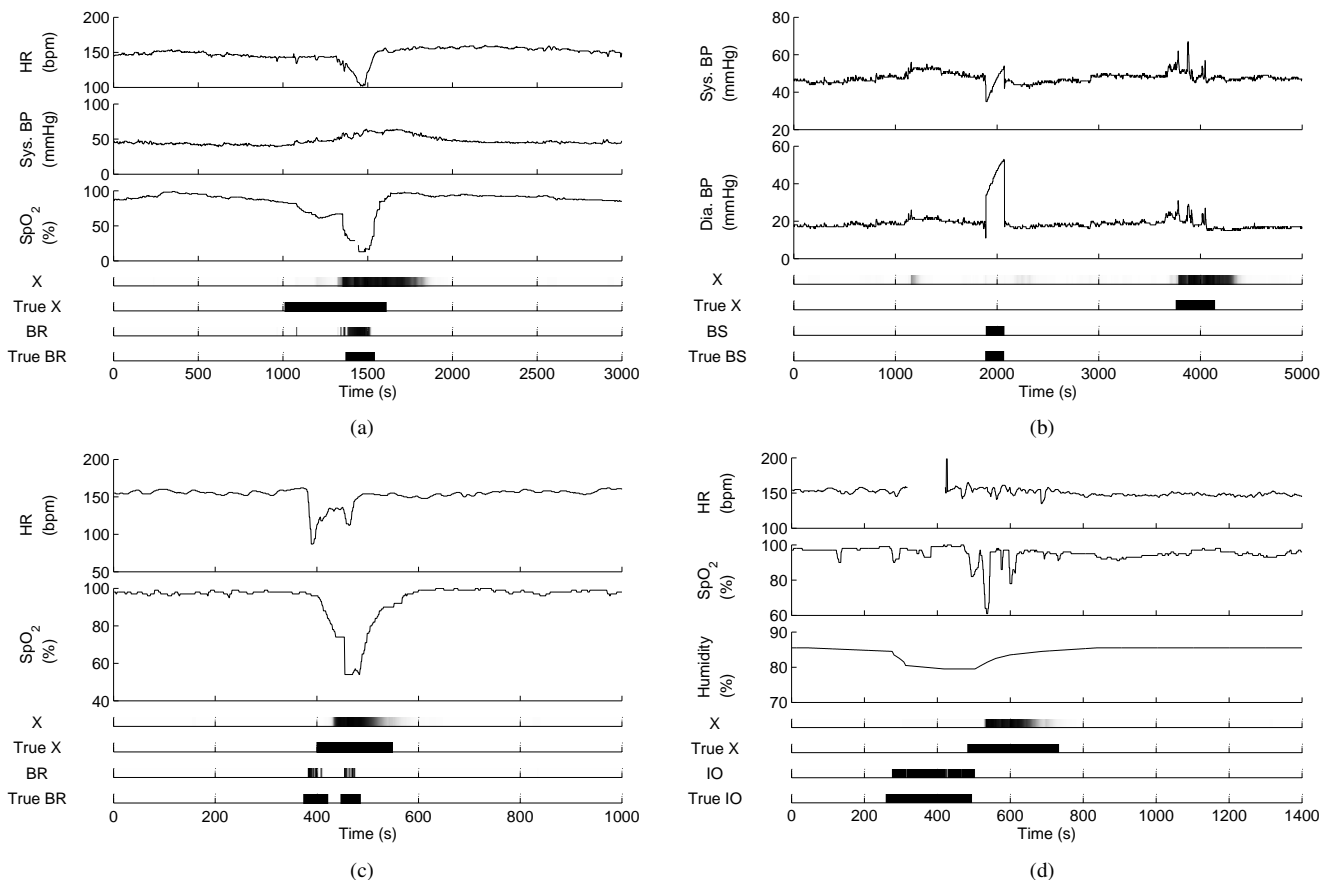 200
150
100
HR
(bpm)
100
50
0
Sys. BP
(mmHg)
100
50
0
SpO2
(%)
X
True X
BR
True BR
0 500 1000 1500 2000 2500 3000
Time (s)
(a)
80
60
40
20
Sys. BP
(mmHg)
60
40
20
0
Dia. BP
(mmHg)
X
True X
BS
True BS
0 1000 2000 3000 4000 5000
Time (s)
(b)
200
150
100
50
HR
(bpm)
100
80
60
40
SpO2
(%)
X
True X
BR
True BR
0 200 400 600 800 1000
Time (s)
(c)
200
150
100
HR
(bpm)
100
80
60
SpO2
(%)
90
80
70
Humidity
(%)
X
True X
IO
True IO
0 200 400 600 800 1000 1200 1400
Time (s)
(d)